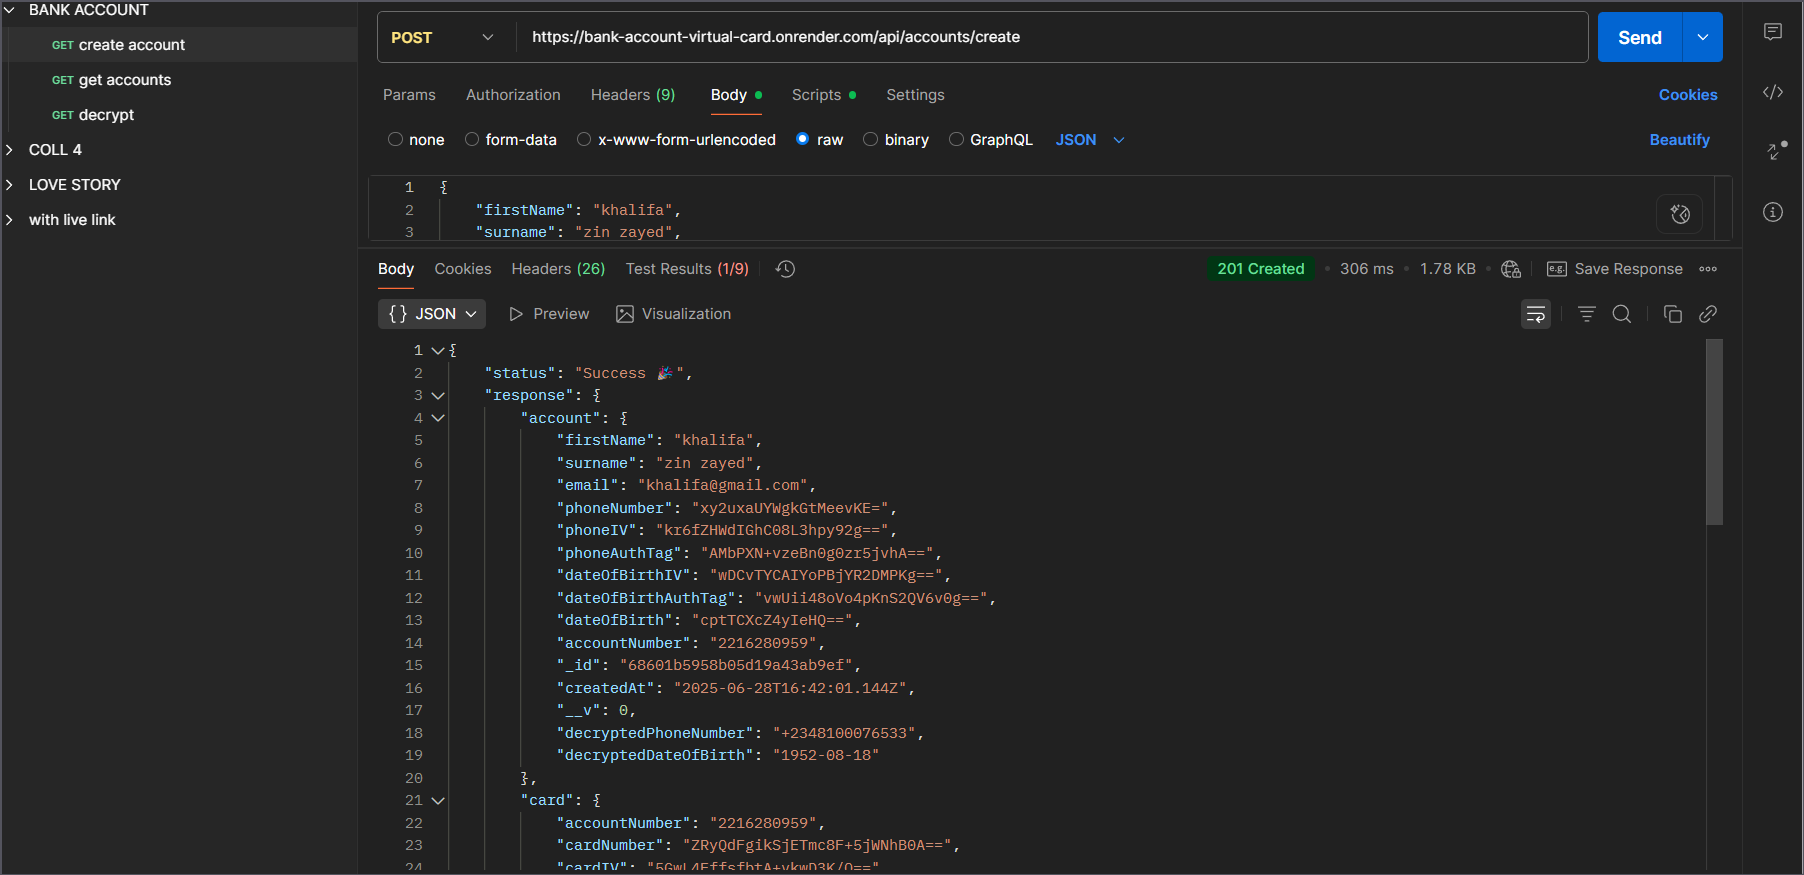 BANK ACCOUNT
GET create account
GET get accounts
GET decrypt
COLL 4
LOVE STORY
with live link
POST https://bank-account-virtual-card.onrender.com/api/accounts/create Send
Params Authorization Headers (9) Body Scripts Settings Cookies
none form-data x-www-form-urlencoded raw binary GraphQL JSON Beautify
1 {
2 "firstName": "khalifa",
3 "surname": "zin zayed",
Body Cookies Headers (26) Test Results (1/9) 201 Created 306 ms 1.78 KB e.g. Save Response
{} JSON Preview Visualization
1 {
2 "status": "Success 🎉",
3 "response": {
4 "account": {
5 "firstName": "khalifa",
6 "surname": "zin zayed",
7 "email": "khalifa@gmail.com",
8 "phoneNumber": "xy2uxaUYWgkGtMeevKE=",
9 "phoneIV": "kr6fZHWdIGhC08L3hpy92g==",
10 "phoneAuthTag": "AMbPXN+vzeBn0g0zr5jvhA==",
11 "dateOfBirthIV": "wDCvTYCAIYoPBjYR2DMPKg==",
12 "dateOfBirthAuthTag": "vwUii48oVo4pKnS2QV6v0g==",
13 "dateOfBirth": "cptTCXcZ4yIeHQ==",
14 "accountNumber": "2216280959",
15 "_id": "68601b5958b05d19a43ab9ef",
16 "createdAt": "2025-06-28T16:42:01.144Z",
17 "__v": 0,
18 "decryptedPhoneNumber": "+2348100076533",
19 "decryptedDateOfBirth": "1952-08-18"
20 },
21 "card": {
22 "accountNumber": "2216280959",
23 "cardNumber": "ZRyQdFgikSjETmc8F+5jWNhB0A==",
24 "cardIV":